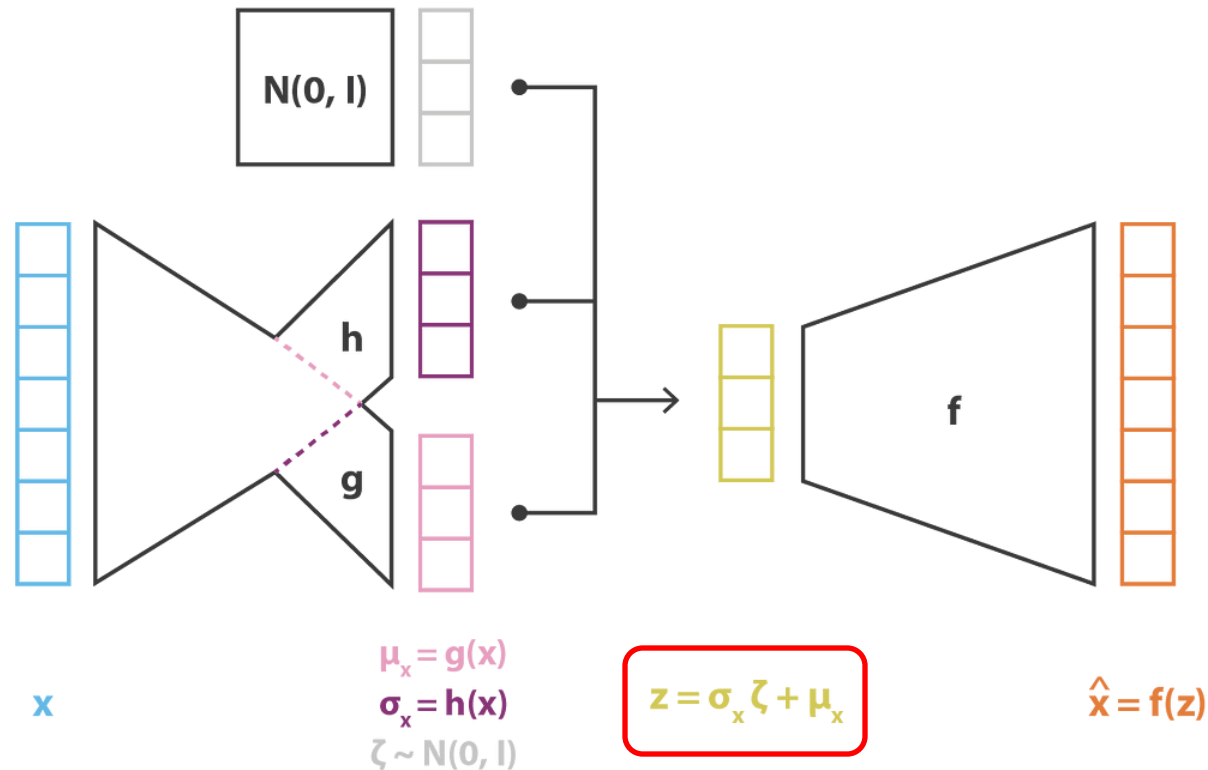 N(0, I)
h
g
f
μₓ = g(x)
x
σₓ = h(x)
z = σₓ ζ + μₓ
x̂ = f(z)
ζ ~ N(0, I)